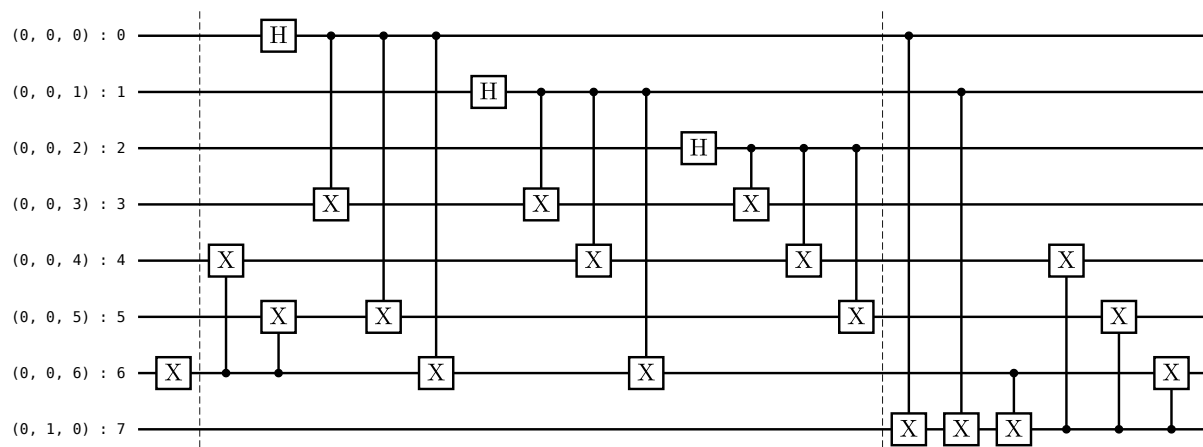 (0, 0, 0) : 0 H
(0, 0, 1) : 1 H
(0, 0, 2) : 2 H
(0, 0, 3) : 3 X X X
(0, 0, 4) : 4 X X X X
(0, 0, 5) : 5 X X X X
(0, 0, 6) : 6 X X X X
(0, 1, 0) : 7 X X X